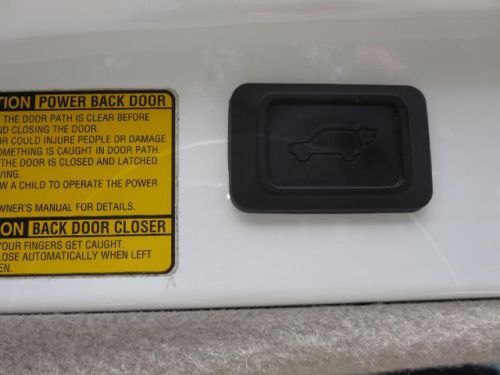 TION POWER BACK DOOR
THE DOOR PATH IS CLEAR BEFORE
ND CLOSING THE DOOR.
OR COULD INJURE PEOPLE OR DAMAGE
OMETHING IS CAUGHT IN DOOR PATH
THE DOOR IS CLOSED AND LATCHED
VING.
W A CHILD TO OPERATE THE POWER
WNER'S MANUAL FOR DETAILS.
ION BACK DOOR CLOSER
YOUR FINGERS GET CAUGHT.
LOSE AUTOMATICALLY WHEN LEFT
EN.